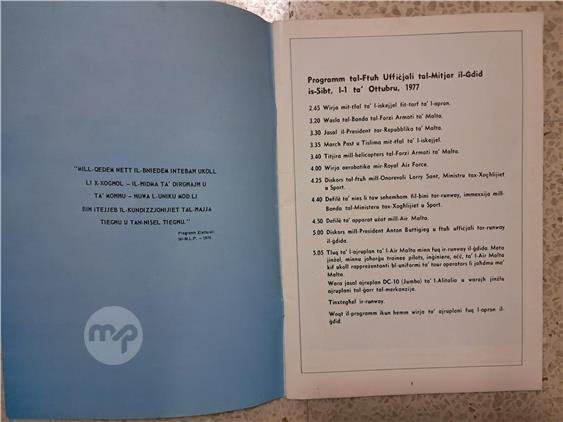 "MILL-QEDEM NETT IL-BNIEDEM INTEBAH UKOLL
LI X-XOGĦOL – IL-ĦIDMA TA' DIRGĦAJH U
TA' MOĦĦU – HUWA L-UNIKU MOD LI
BIH ITEJJEB IL-KUNDIZZJONIJIET TAL-ĦAJJA
TIEGĦU U TAN-NISEL TIEGĦU."
Programm Elettorali
tal-M.L.P. – 1976
mp
Programm tal-Ftuħ Uffiċjali tal-Mitjar il-Ġdid
is-Sibt, l-1 ta' Ottubru, 1977
2.45 Wirja mit-tfal ta' l-iskejjel fit-tarf ta' l-apron.
3.20 Wasla tal-Banda tal-Forzi Armati ta' Malta.
3.30 Jasal il-President tar-Repubblika ta' Malta.
3.35 March Past u Tislima mit-tfal ta' l-iskejjel.
3.40 Titjira mill-helicopters tal-Forzi Armati ta' Malta.
4.00 Wirja aerobatika mir-Royal Air Force.
4.25 Diskors tal-ftuħ mill-Onorevoli Lorry Sant, Ministru tax-Xogħlijiet
u Sport.
4.40 Defilè ta' nies li taw sehemhom fil-bini tar-runway, immexxija mill-
Banda tal-Ministeru tax-Xogħlijiet u Sport.
4.50 Defilè ta' apparat użat mill-Air Malta.
5.00 Diskors mill-President Anton Buttigieg u ftuħ uffiċjali tar-runway
il-ġdida.
5.05 Tluq ta' l-ajruplan ta' l-Air Malta minn fuq ir-runway il-ġdida. Meta
jinżel, minnu joħorġu trainee pilots, inġiniera, eċċ, ta' l-Air Malta
kif ukoll rappreżentanti bl-uniformi ta' tour operators li jaħdmu ma'
Malta.
Wara jasal ajruplan DC-10 (Jumbo) ta' l-Alitalia u warajh jinżlu
ajruplani tal-ġarr tal-merkanzija.
Tinxtegħel ir-runway.
Waqt il-programm ikun hemm wirja ta' ajruplani fuq l-apron il-
ġdid.
1